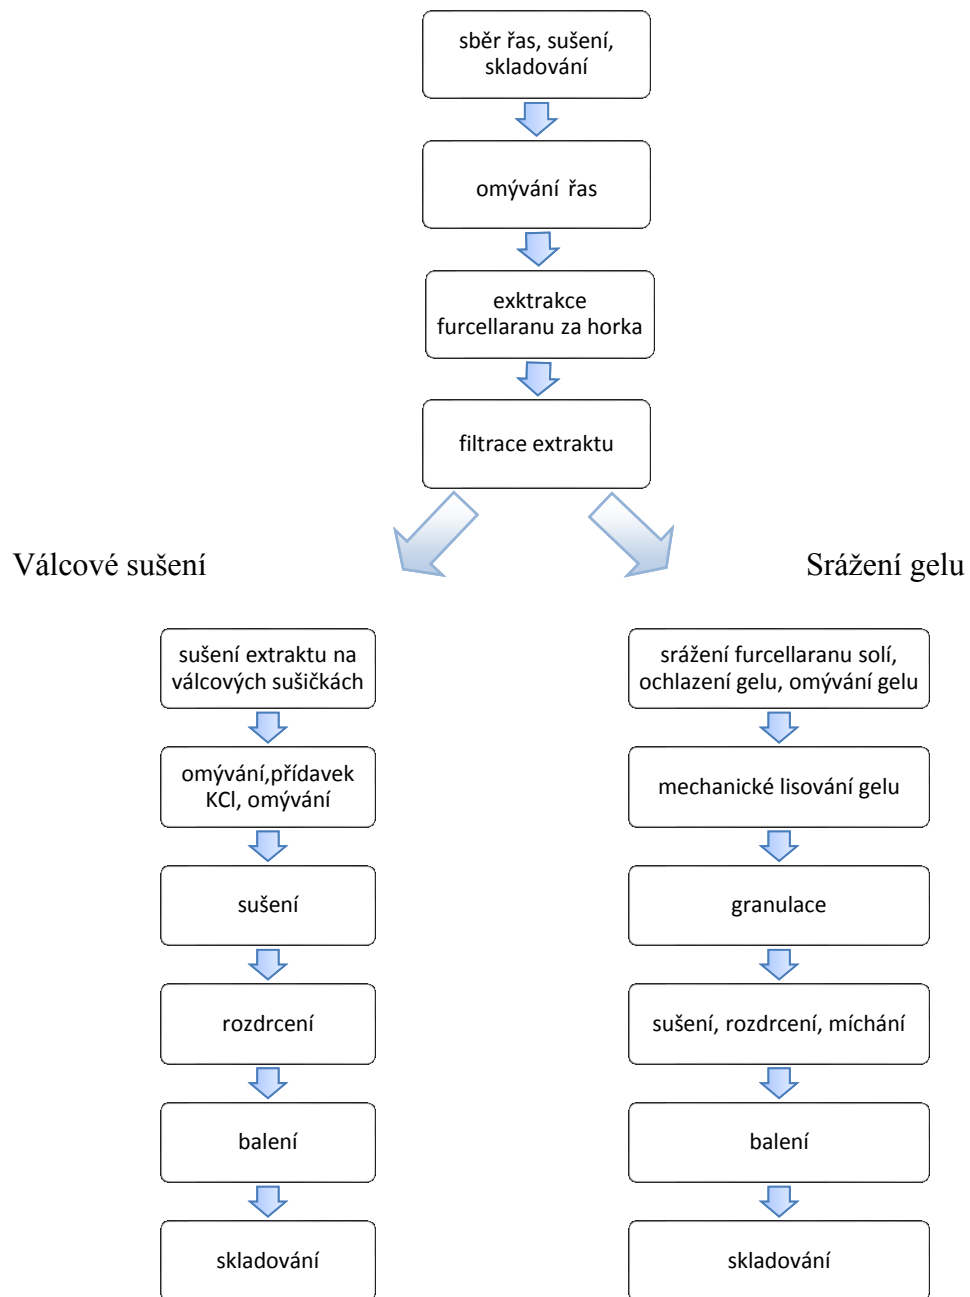 sběr řas, sušení,
skladování
omývání řas
exktrakce
furcellaranu za horka
filtrace extraktu
Válcové sušení
Srážení gelu
sušení extraktu na
válcových sušičkách
omývání,přídavek
KCl, omývání
sušení
rozdrcení
balení
skladování
srážení furcellaranu solí,
ochlazení gelu, omývání gelu
mechanické lisování gelu
granulace
sušení, rozdrcení, míchání
balení
skladování